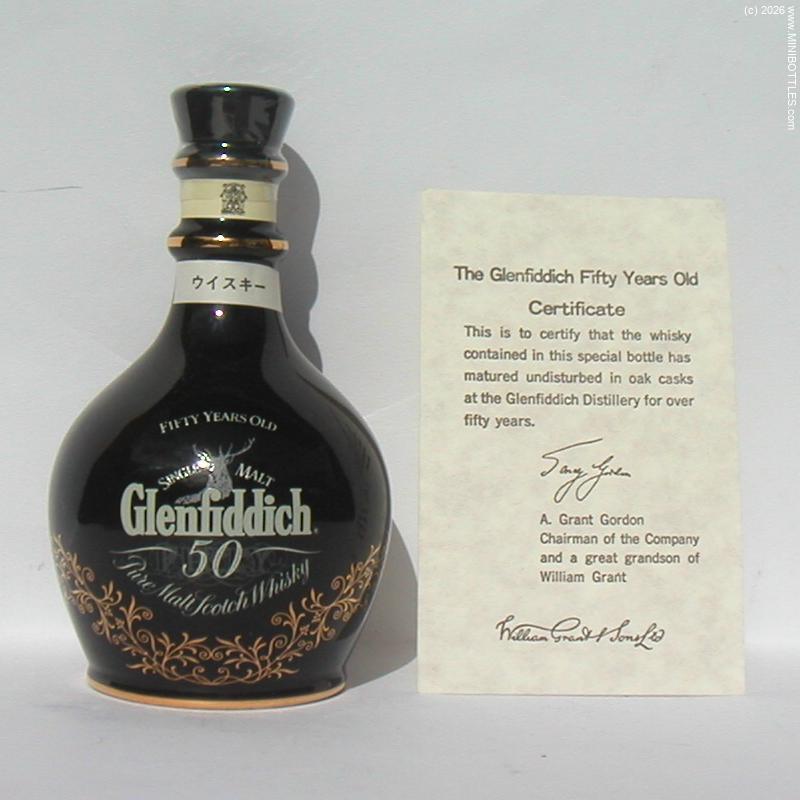 (c) 2026 www.MINIBOTTLES.com
ウイスキー
FIFTY YEARS OLD
SINGLE MALT
Glenfiddich
50
Pure Malt Scotch Whisky
The Glenfiddich Fifty Years Old
Certificate
This is to certify that the whisky
contained in this special bottle has
matured undisturbed in oak casks
at the Glenfiddich Distillery for over
fifty years.
A. Grant Gordon
Chairman of the Company
and a great grandson of
William Grant
William Grant & Sons Ltd